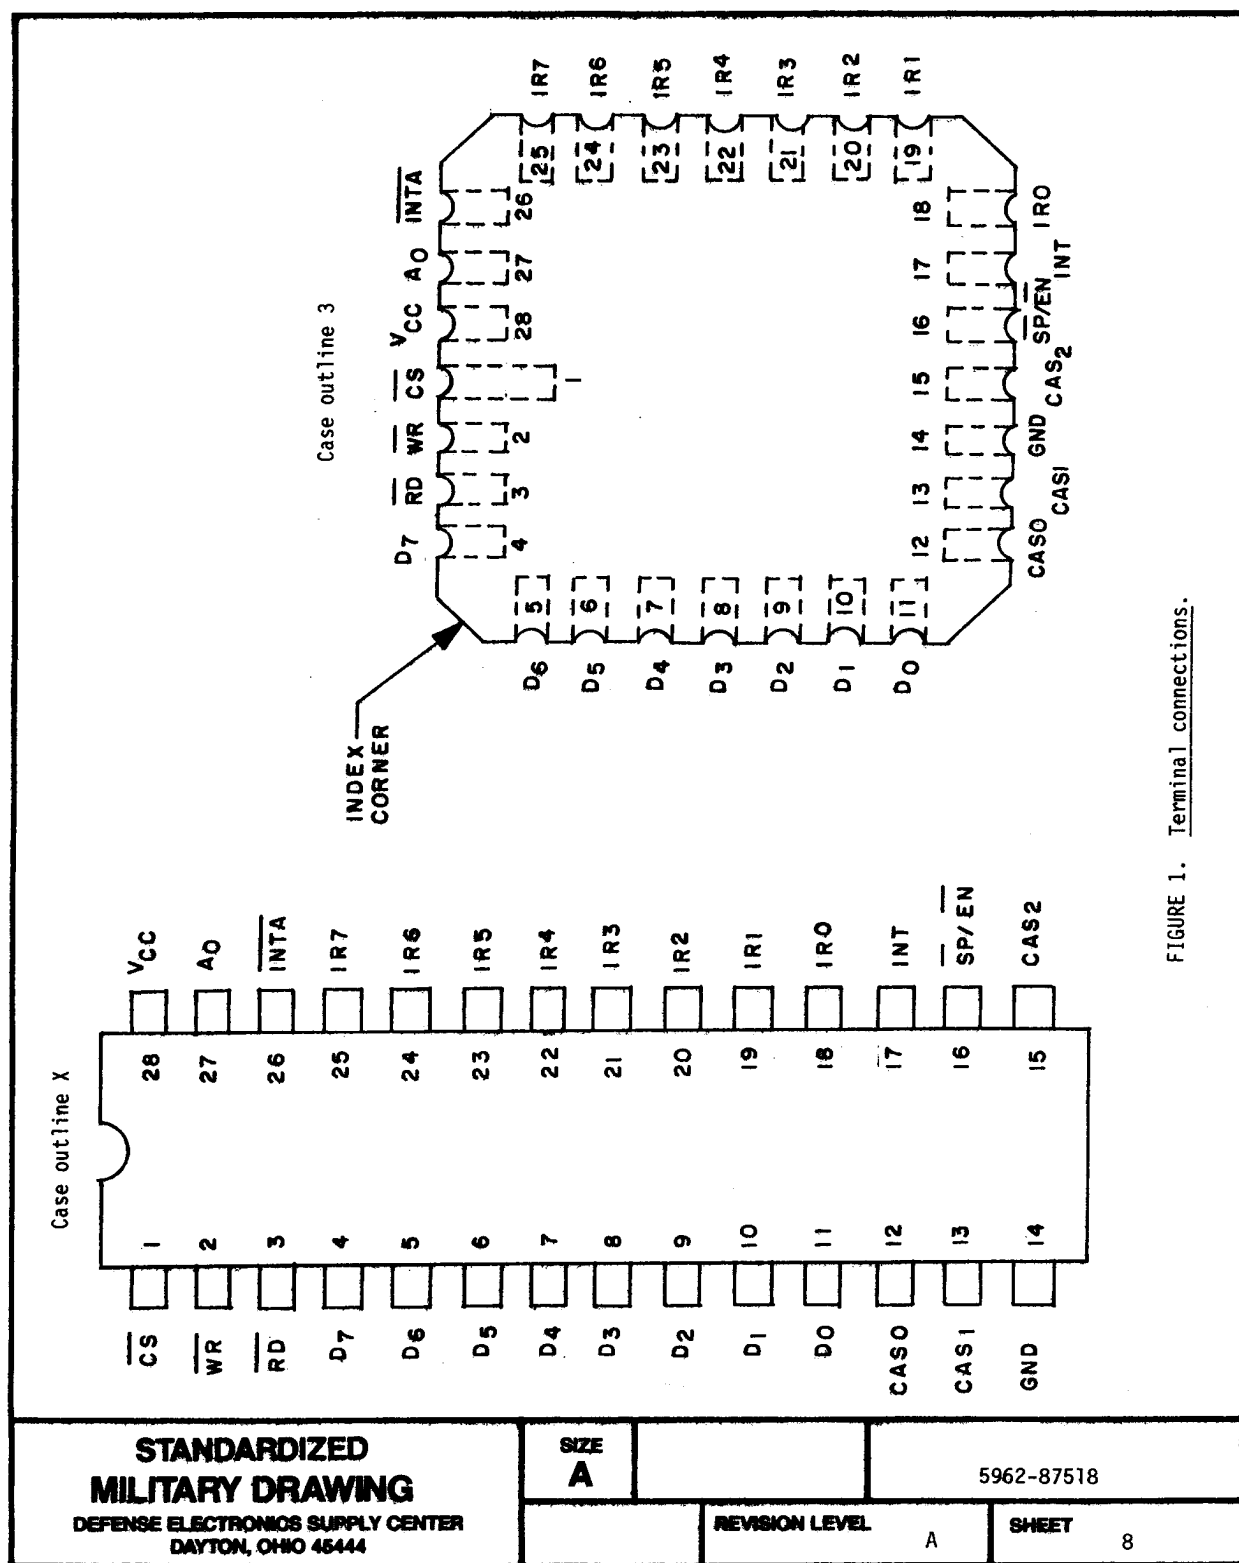 Case outline X
CS 1 28 VCC
WR 2 27 A0
RD 3 26 INTA
D7 4 25 IR7
D6 5 24 IR6
D5 6 23 IR5
D4 7 22 IR4
D3 8 21 IR3
D2 9 20 IR2
D1 10 19 IR1
D0 11 18 IR0
CAS0 12 17 INT
CAS1 13 16 SP/EN
GND 14 15 CAS2
Case outline 3
INDEX
CORNER
D7 RD WR CS VCC A0 INTA
4 3 2 1 28 27 26
D6 5 25 IR7
D5 6 24 IR6
D4 7 23 IR5
D3 8 22 IR4
D2 9 21 IR3
D1 10 20 IR2
D0 11 19 IR1
12 13 14 15 16 17 18
CAS0 CAS1 GND CAS2 SP/EN INT IR0
FIGURE 1. Terminal connections.
STANDARDIZED
MILITARY DRAWING
DEFENSE ELECTRONICS SUPPLY CENTER
DAYTON, OHIO 45444
SIZE
A
5962-87518
REVISION LEVEL
A
SHEET
8